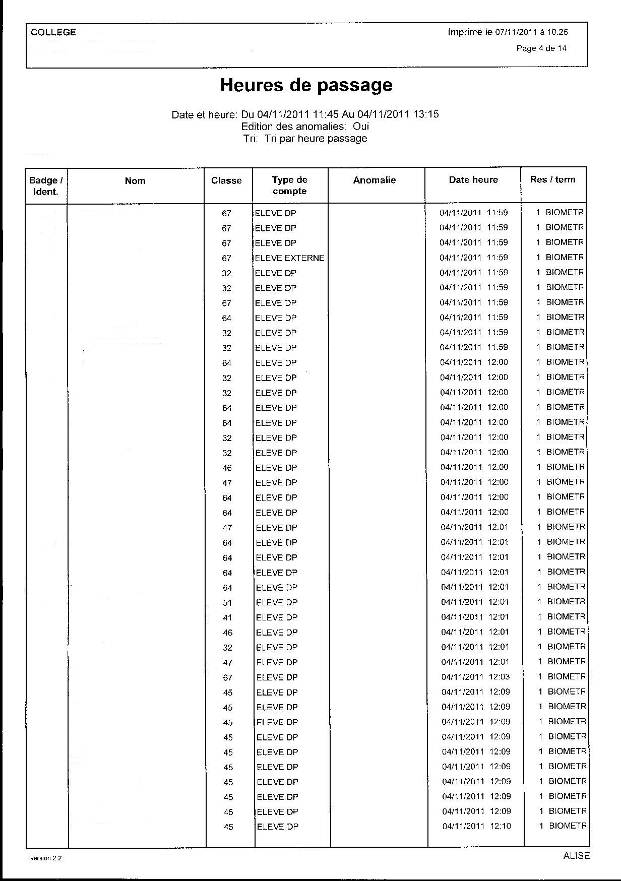 COLLEGE
Imprimé le 07/11/2011 à 10:26
Page 4 de 14
Heures de passage
Date et heure: Du 04/11/2011 11:45 Au 04/11/2011 13:15
Edition des anomalies: Oui
Tri: Tri par heure passage
Badge / Ident. Nom Classe Type de compte Anomalie Date heure Res / term
67 ELEVE DP 04/11/2011 11:59 1 BIOMETR
67 ELEVE DP 04/11/2011 11:59 1 BIOMETR
67 ELEVE DP 04/11/2011 11:59 1 BIOMETR
67 ELEVE EXTERNE 04/11/2011 11:59 1 BIOMETR
32 ELEVE DP 04/11/2011 11:59 1 BIOMETR
32 ELEVE DP 04/11/2011 11:59 1 BIOMETR
67 ELEVE DP 04/11/2011 11:59 1 BIOMETR
64 ELEVE DP 04/11/2011 11:59 1 BIOMETR
32 ELEVE DP 04/11/2011 11:59 1 BIOMETR
32 ELEVE DP 04/11/2011 11:59 1 BIOMETR
64 ELEVE DP 04/11/2011 12:00 1 BIOMETR
32 ELEVE DP 04/11/2011 12:00 1 BIOMETR
32 ELEVE DP 04/11/2011 12:00 1 BIOMETR
64 ELEVE DP 04/11/2011 12:00 1 BIOMETR
64 ELEVE DP 04/11/2011 12:00 1 BIOMETR
32 ELEVE DP 04/11/2011 12:00 1 BIOMETR
32 ELEVE DP 04/11/2011 12:00 1 BIOMETR
46 ELEVE DP 04/11/2011 12:00 1 BIOMETR
47 ELEVE DP 04/11/2011 12:00 1 BIOMETR
64 ELEVE DP 04/11/2011 12:00 1 BIOMETR
64 ELEVE DP 04/11/2011 12:00 1 BIOMETR
47 ELEVE DP 04/11/2011 12:01 1 BIOMETR
64 ELEVE DP 04/11/2011 12:01 1 BIOMETR
64 ELEVE DP 04/11/2011 12:01 1 BIOMETR
64 ELEVE DP 04/11/2011 12:01 1 BIOMETR
64 ELEVE DP 04/11/2011 12:01 1 BIOMETR
51 ELEVE DP 04/11/2011 12:01 1 BIOMETR
41 ELEVE DP 04/11/2011 12:01 1 BIOMETR
46 ELEVE DP 04/11/2011 12:01 1 BIOMETR
32 ELEVE DP 04/11/2011 12:01 1 BIOMETR
47 ELEVE DP 04/11/2011 12:01 1 BIOMETR
67 ELEVE DP 04/11/2011 12:03 1 BIOMETR
45 ELEVE DP 04/11/2011 12:09 1 BIOMETR
45 ELEVE DP 04/11/2011 12:09 1 BIOMETR
45 ELEVE DP 04/11/2011 12:09 1 BIOMETR
45 ELEVE DP 04/11/2011 12:09 1 BIOMETR
45 ELEVE DP 04/11/2011 12:09 1 BIOMETR
45 ELEVE DP 04/11/2011 12:09 1 BIOMETR
45 ELEVE DP 04/11/2011 12:09 1 BIOMETR
45 ELEVE DP 04/11/2011 12:09 1 BIOMETR
45 ELEVE DP 04/11/2011 12:09 1 BIOMETR
45 ELEVE DP 04/11/2011 12:10 1 BIOMETR
version 2.2
ALISE